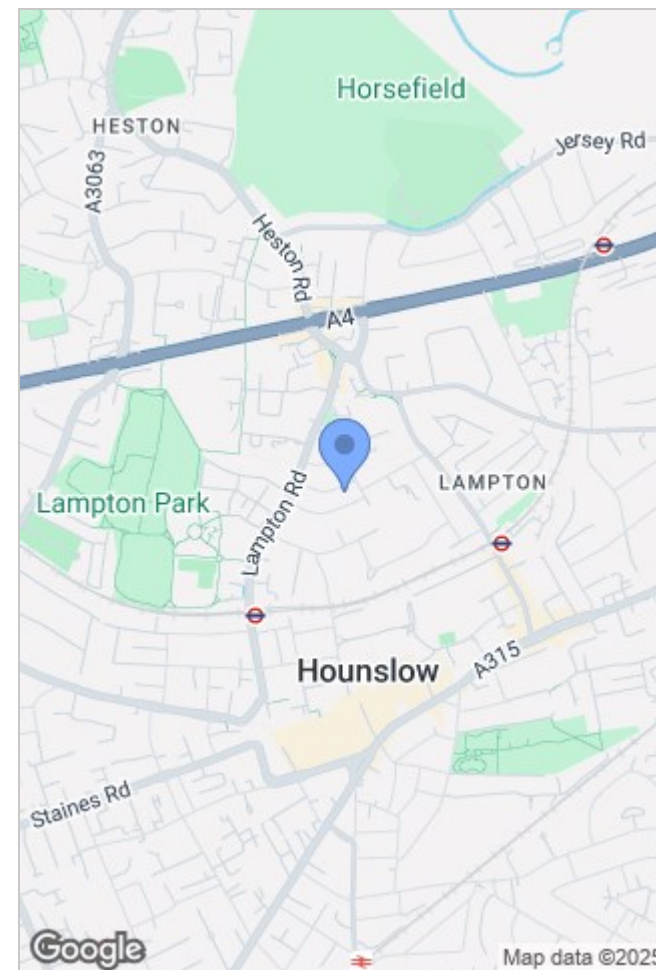 Horsefield
HESTON
Jersey Rd
A3063
Heston Rd
A4
Lampton Park
Lampton Rd
LAMPTON
Hounslow
A315
Staines Rd
Google
Map data ©2025